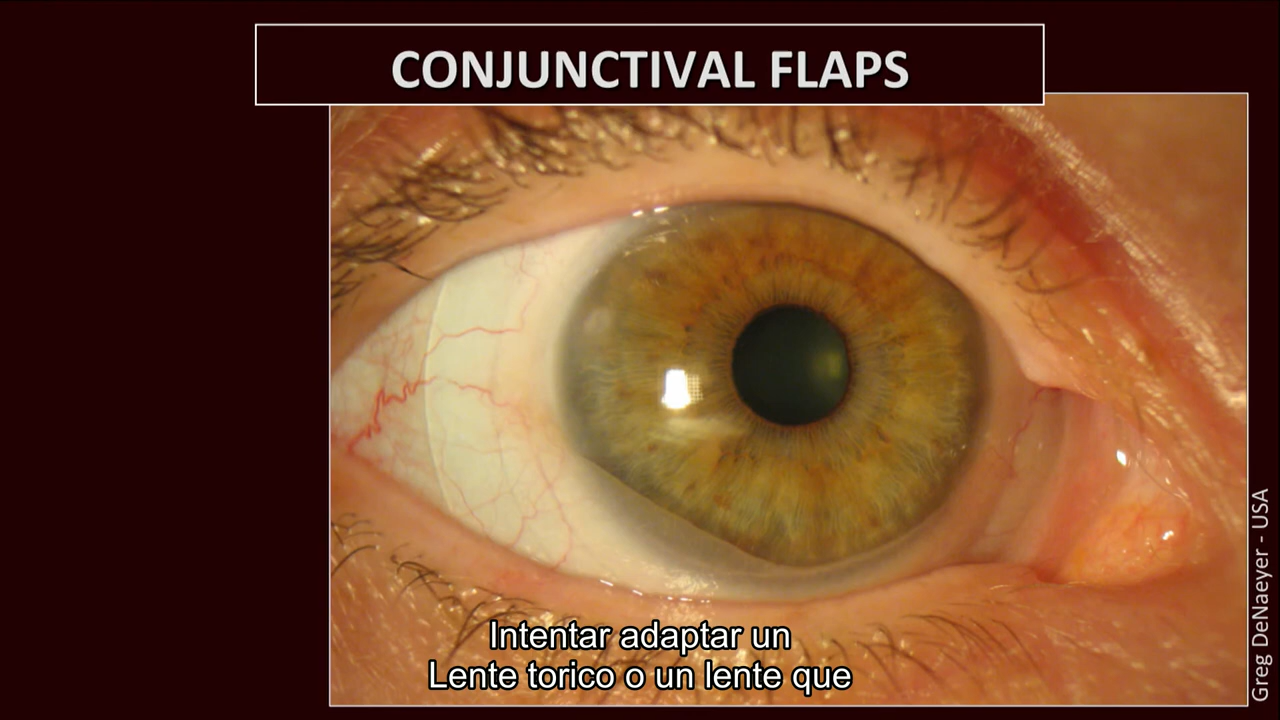 CONJUNCTIVAL FLAPS
Greg DeNaeyer - USA
Intentar adaptar un
Lente torico o un lente que